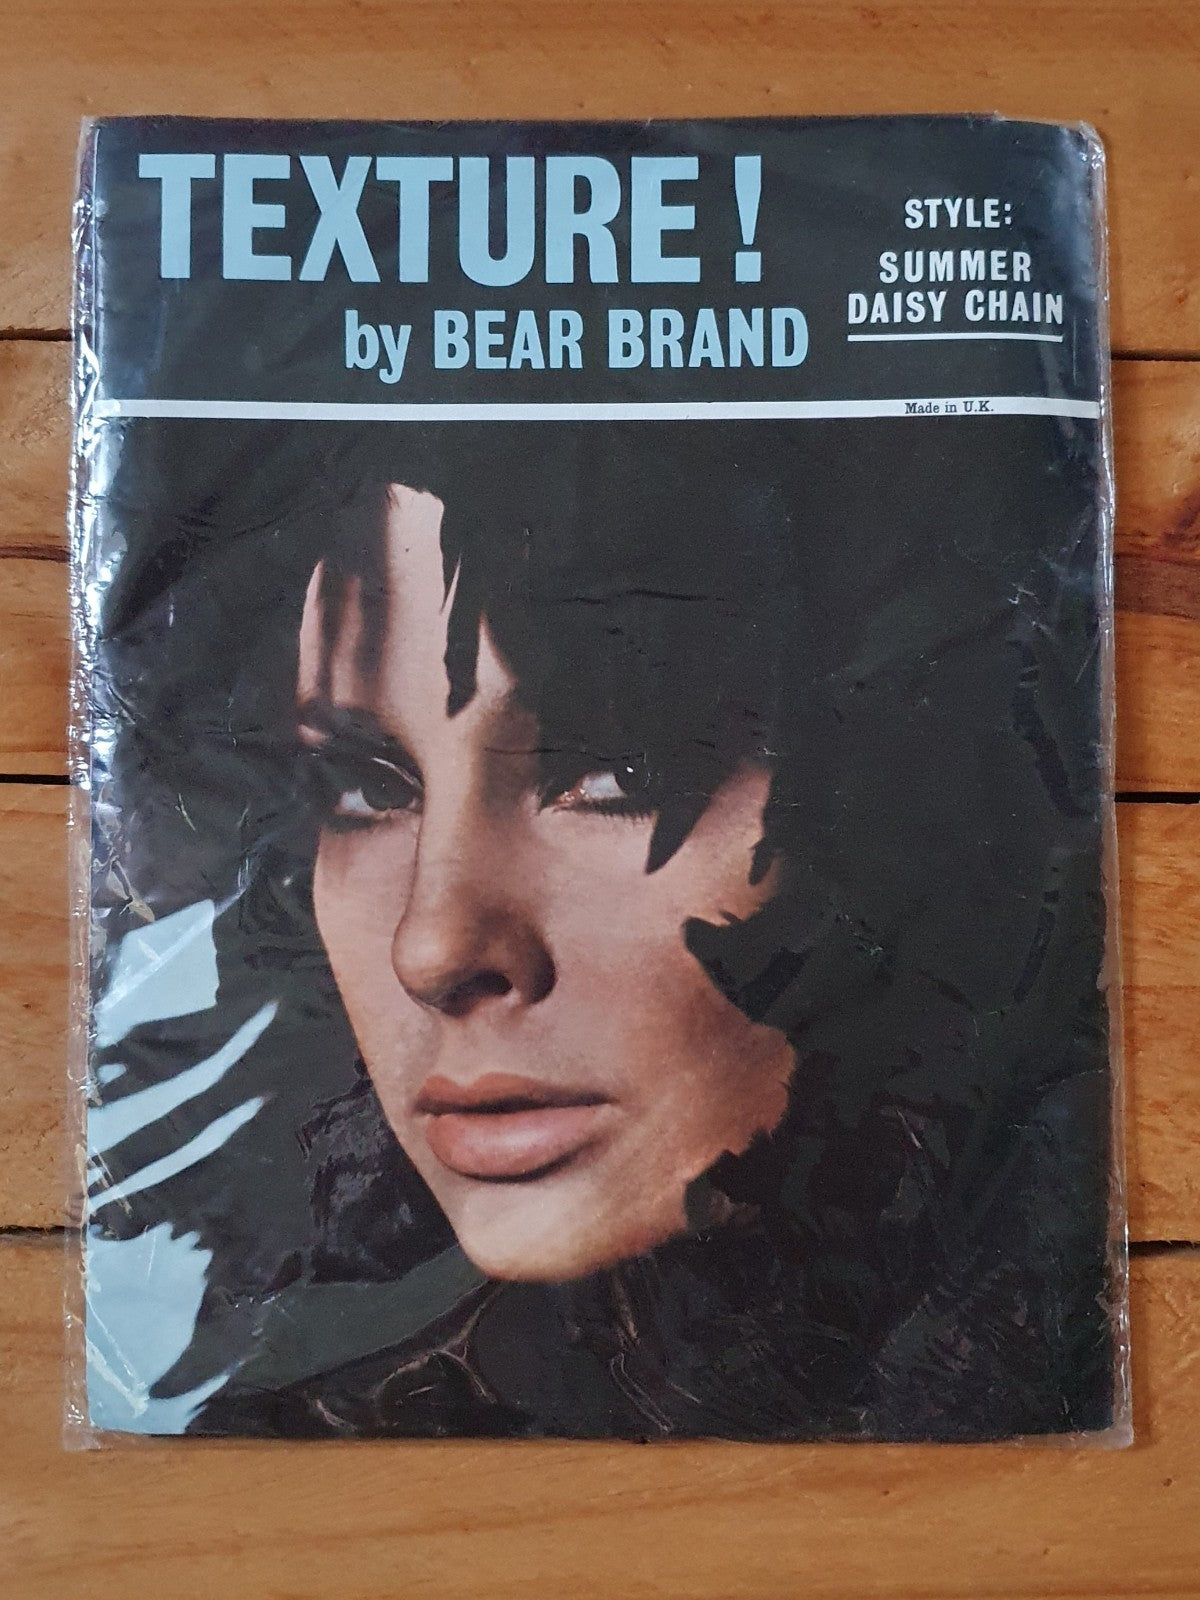 TEXTURE!
by BEAR BRAND
STYLE:
SUMMER
DAISY CHAIN
Made in U.K.